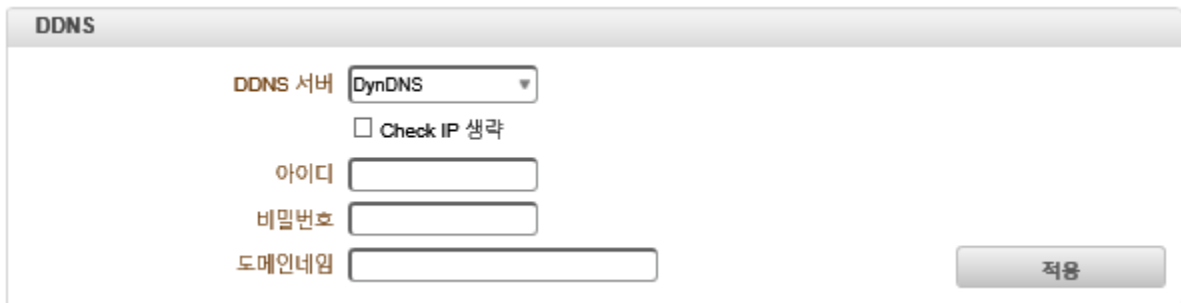 DDNS
DDNS 서버 DynDNS
Check IP 생략
아이디
비밀번호
도메인네임
적용